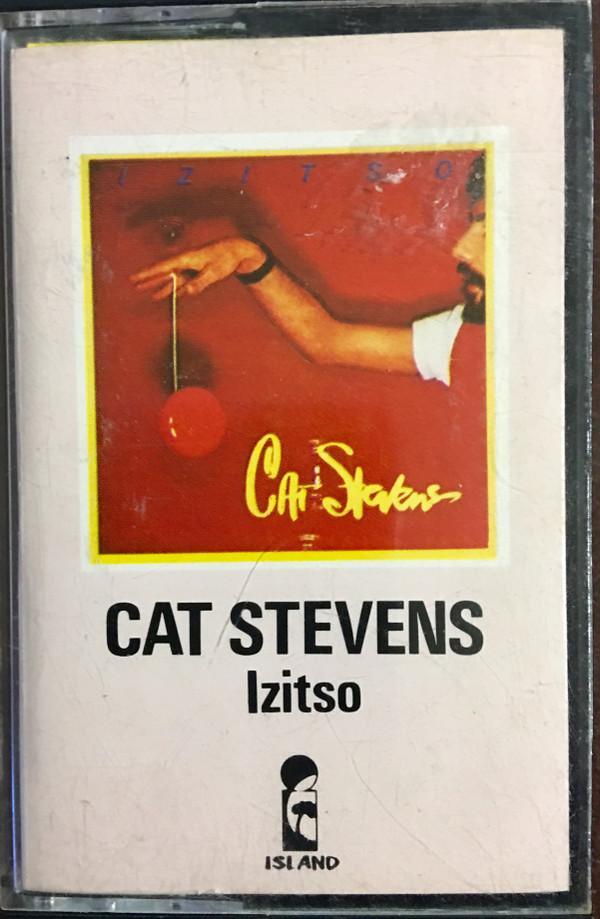 IZITSO
Cat Stevens
CAT STEVENS
Izitso
ISLAND